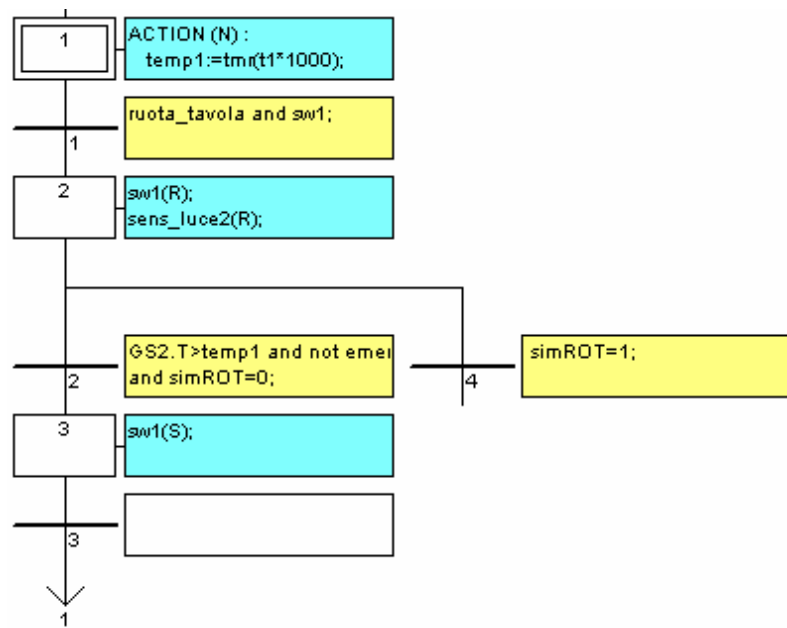 1
ACTION (N) :
temp1:=tmr(t1*1000);
ruota_tavola and sw1;
1
2
sw1(R);
sens_luce2(R);
GS2.T>temp1 and not emer
and simROT=0;
2
simROT=1;
4
3
sw1(S);
3
1